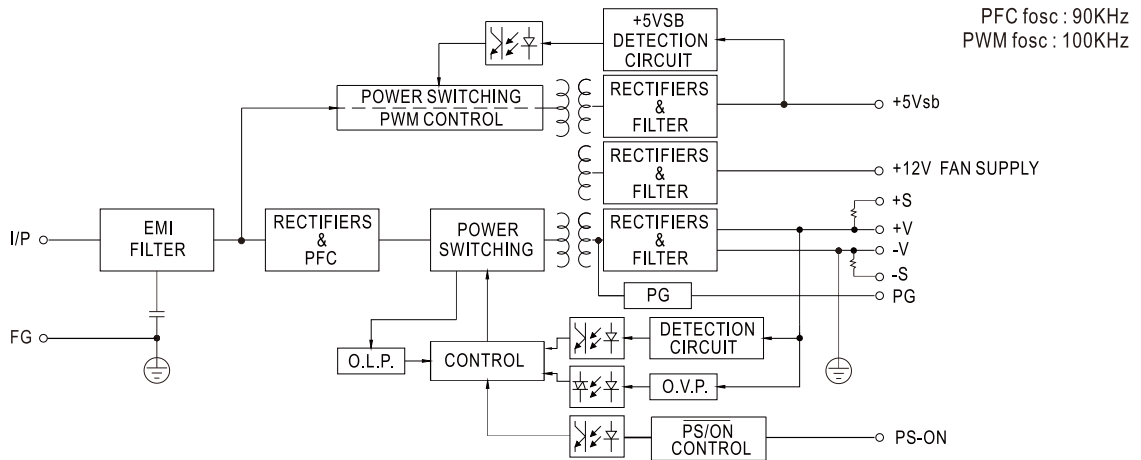 PFC fosc : 90KHz
PWM fosc : 100KHz
+5VSB
DETECTION
CIRCUIT
POWER SWITCHING
PWM CONTROL
RECTIFIERS
&
FILTER
+5Vsb
RECTIFIERS
&
FILTER
+12V FAN SUPPLY
I/P
EMI
FILTER
RECTIFIERS
&
PFC
POWER
SWITCHING
RECTIFIERS
&
FILTER
+S
+V
-V
-S
PG
PG
FG
O.L.P.
CONTROL
DETECTION
CIRCUIT
O.V.P.
PS/ON
CONTROL
PS-ON